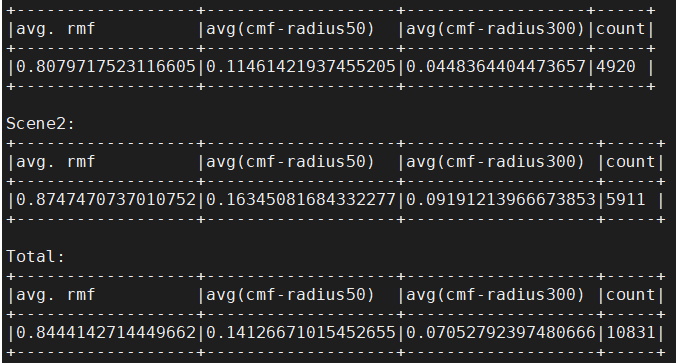 +-------------------+-------------------+------------------+-----+
|avg. rmf           |avg(cmf-radius50)  |avg(cmf-radius300)|count|
+-------------------+-------------------+------------------+-----+
|0.8079717523116605|0.11461421937455205|0.0448364404473657|4920 |
+-------------------+-------------------+------------------+-----+
Scene2:
+------------------+-------------------+-------------------+-----+
|avg. rmf          |avg(cmf-radius50)  |avg(cmf-radius300) |count|
+------------------+-------------------+-------------------+-----+
|0.8747470737010752|0.16345081684332277|0.09191213966673853|5911 |
+------------------+-------------------+-------------------+-----+
Total:
+------------------+-------------------+-------------------+-----+
|avg. rmf          |avg(cmf-radius50)  |avg(cmf-radius300) |count|
+------------------+-------------------+-------------------+-----+
|0.8444142714449662|0.14126671015452655|0.07052792397480666|10831|
+------------------+-------------------+-------------------+-----+